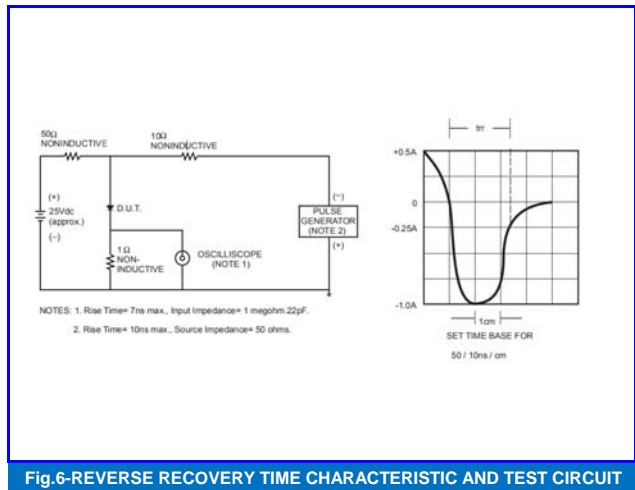 50Ω
NONINDUCTIVE
10Ω
NONINDUCTIVE
(+)
25Vdc
(approx.)
(−)
D.U.T.
1Ω
NON-
INDUCTIVE
OSCILLISCOPE
(NOTE 1)
(−)
PULSE
GENERATOR
(NOTE 2)
(+)
NOTES: 1. Rise Time= 7ns max., Input Impedance= 1 megohm.22pF.
2. Rise Time= 10ns max., Source Impedance= 50 ohms.
trr
+0.5A
0
-0.25A
-1.0A
1cm
SET TIME BASE FOR
50 / 10ns / cm
Fig.6-REVERSE RECOVERY TIME CHARACTERISTIC AND TEST CIRCUIT